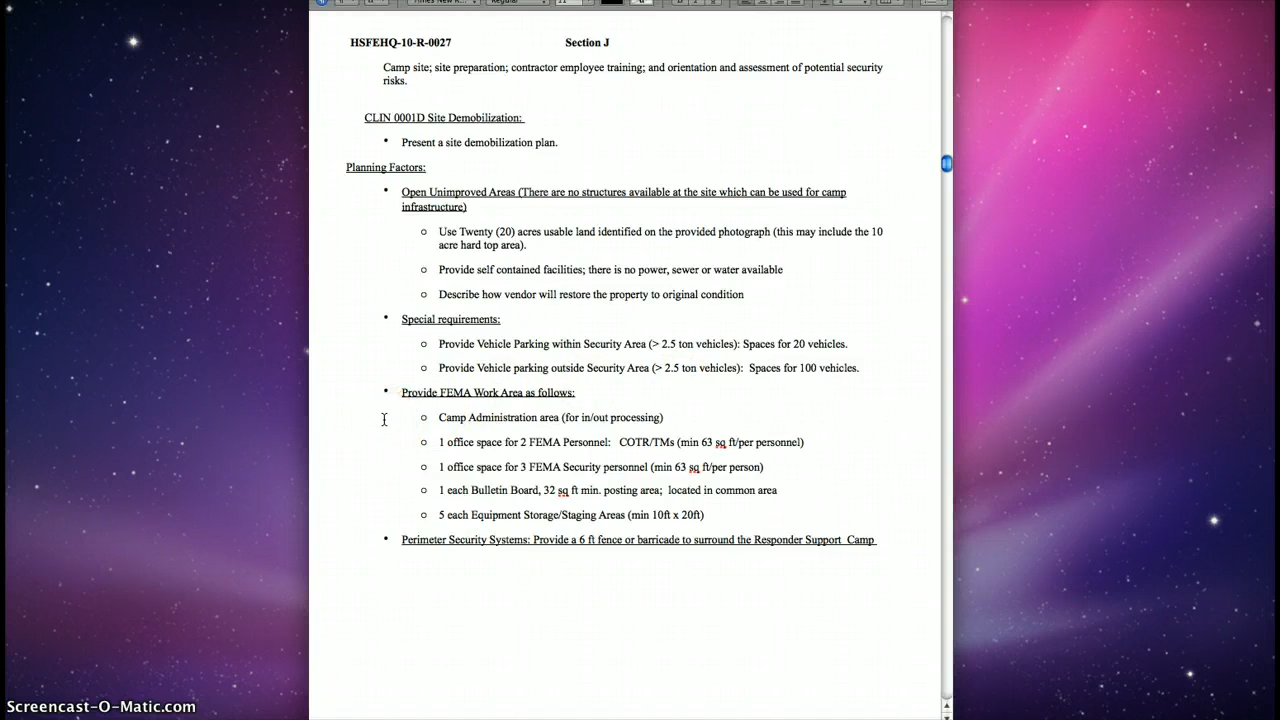 HSFEHQ-10-R-0027 Section J
Camp site; site preparation; contractor employee training; and orientation and assessment of potential security
risks.
CLIN 0001D Site Demobilization:
• Present a site demobilization plan.
Planning Factors:
• Open Unimproved Areas (There are no structures available at the site which can be used for camp
infrastructure)
o Use Twenty (20) acres usable land identified on the provided photograph (this may include the 10
acre hard top area).
o Provide self contained facilities; there is no power, sewer or water available
o Describe how vendor will restore the property to original condition
• Special requirements:
o Provide Vehicle Parking within Security Area (> 2.5 ton vehicles): Spaces for 20 vehicles.
o Provide Vehicle parking outside Security Area (> 2.5 ton vehicles): Spaces for 100 vehicles.
• Provide FEMA Work Area as follows:
o Camp Administration area (for in/out processing)
o 1 office space for 2 FEMA Personnel: COTR/TMs (min 63 sq ft/per personnel)
o 1 office space for 3 FEMA Security personnel (min 63 sq ft/per person)
o 1 each Bulletin Board, 32 sq ft min. posting area; located in common area
o 5 each Equipment Storage/Staging Areas (min 10ft x 20ft)
• Perimeter Security Systems: Provide a 6 ft fence or barricade to surround the Responder Support Camp
Screencast-O-Matic.com